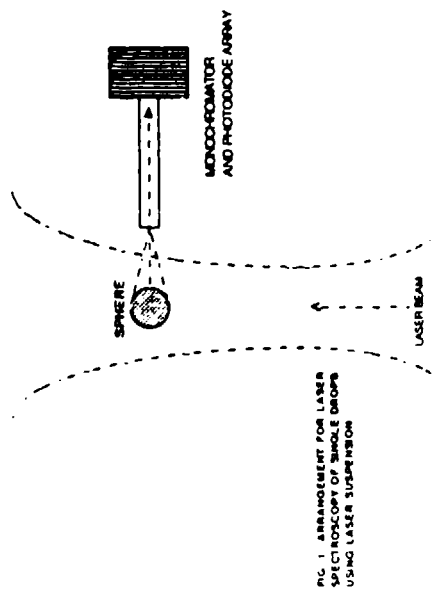 MONOCHROMATOR
AND PHOTODIODE ARRAY
SPHERE
LASER BEAM
FIG. 1 ARRANGEMENT FOR LASER
SPECTROSCOPY OF SINGLE DROPS
USING LASER SUSPENSION